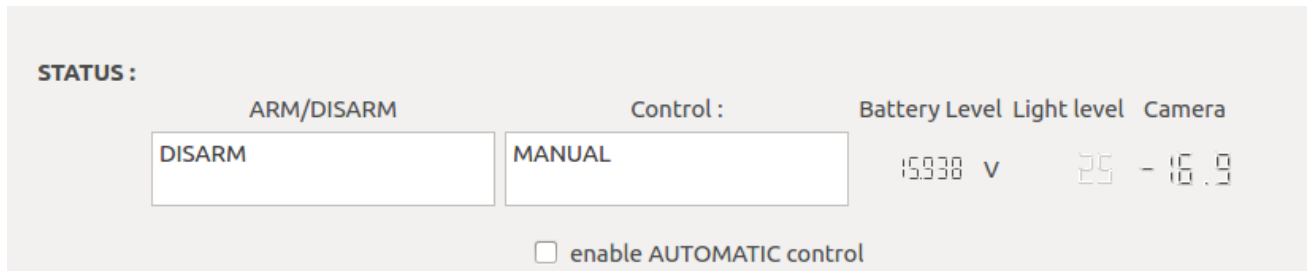 STATUS :
ARM/DISARM Control : Battery Level Light level Camera
DISARM MANUAL 15.938 V 25 -16.9
enable AUTOMATIC control